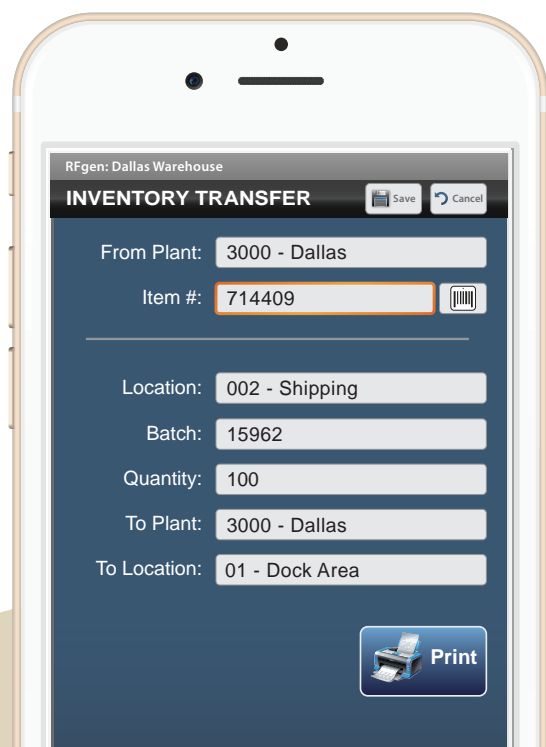 RFgen: Dallas Warehouse
INVENTORY TRANSFER Save Cancel
From Plant: 3000 - Dallas
Item #: 714409
Location: 002 - Shipping
Batch: 15962
Quantity: 100
To Plant: 3000 - Dallas
To Location: 01 - Dock Area
Print